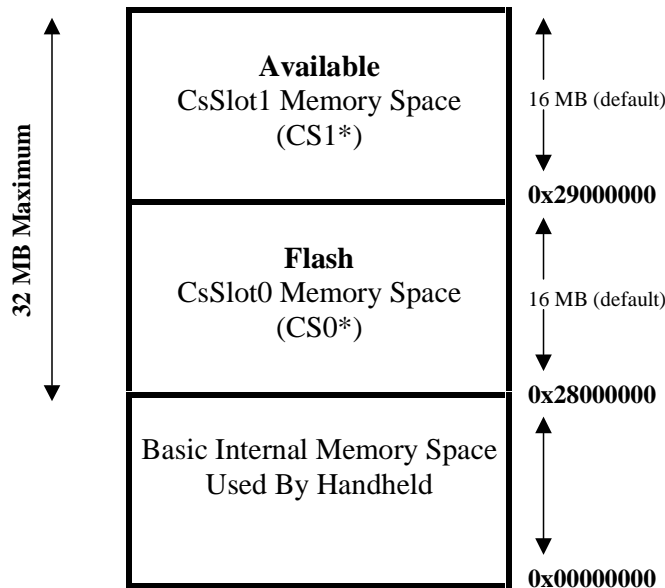 32 MB Maximum
Available
CsSlot1 Memory Space
(CS1*)
16 MB (default)
0x29000000
Flash
CsSlot0 Memory Space
(CS0*)
16 MB (default)
0x28000000
Basic Internal Memory Space
Used By Handheld
0x00000000